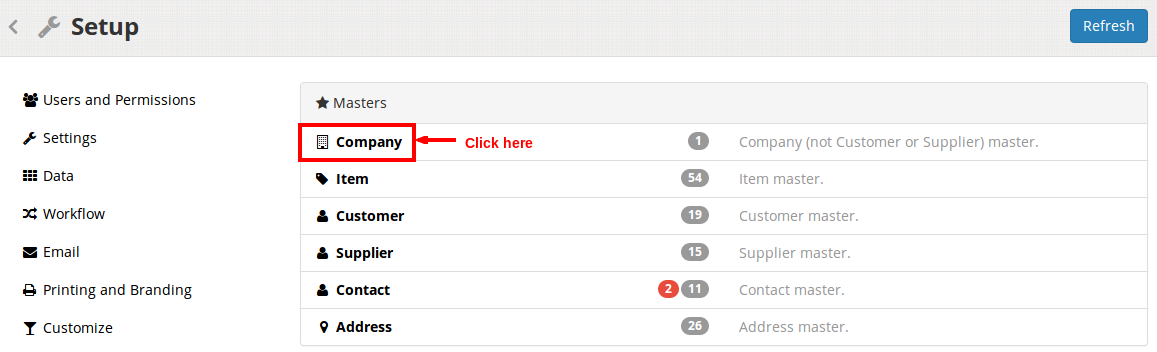 Setup
Refresh
Users and Permissions
Settings
Data
Workflow
Email
Printing and Branding
Customize
Masters
Company Click here 1 Company (not Customer or Supplier) master.
Item 54 Item master.
Customer 19 Customer master.
Supplier 15 Supplier master.
Contact 2 11 Contact master.
Address 26 Address master.